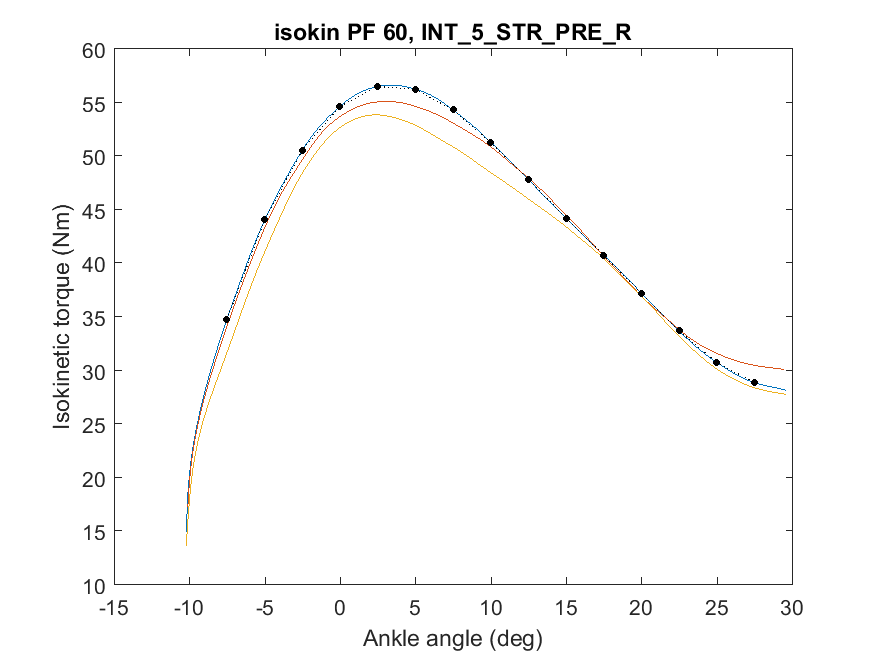 isokin PF 60, INT_5_STR_PRE_R
60
55
50
45
40
35
30
25
20
15
10
Isokinetic torque (Nm)
-15 -10 -5 0 5 10 15 20 25 30
Ankle angle (deg)